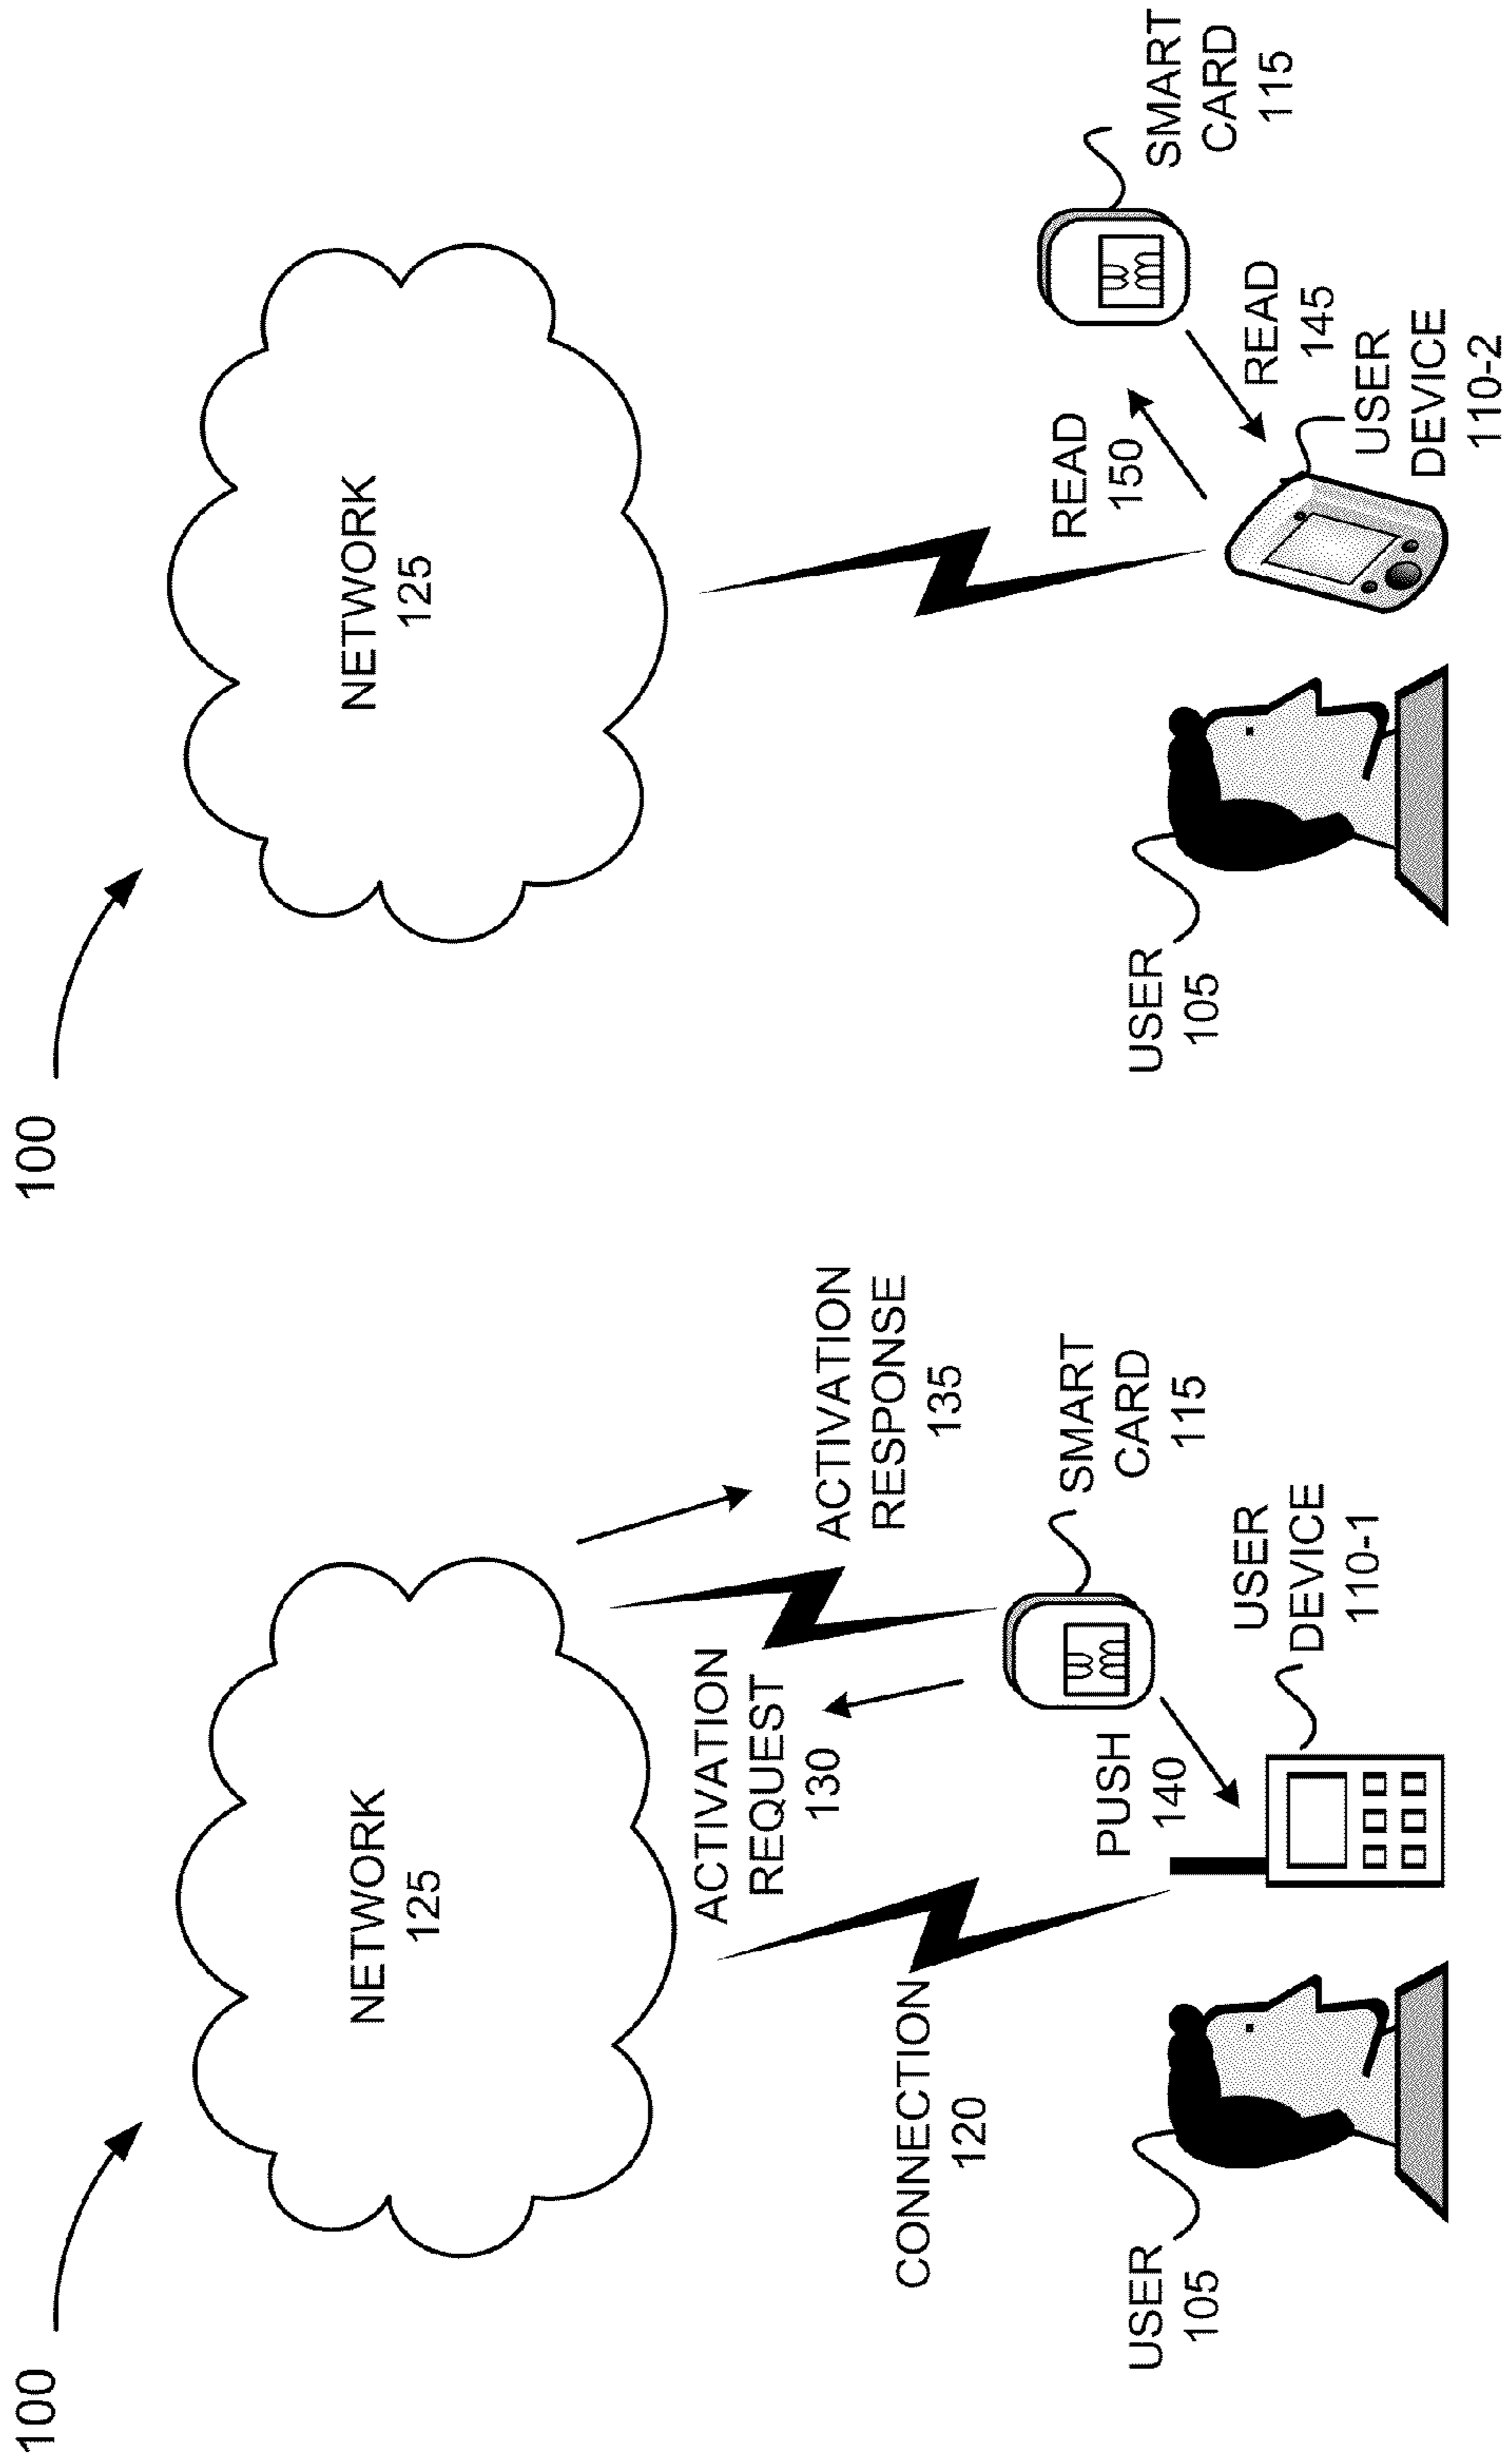 100
NETWORK
125
ACTIVATION
REQUEST
130
ACTIVATION
RESPONSE
135
CONNECTION
120
PUSH
140
SMART
CARD
115
USER
105
USER
DEVICE
110-1
100
NETWORK
125
READ
150
SMART
CARD
115
READ
145
USER
105
USER
DEVICE
110-2